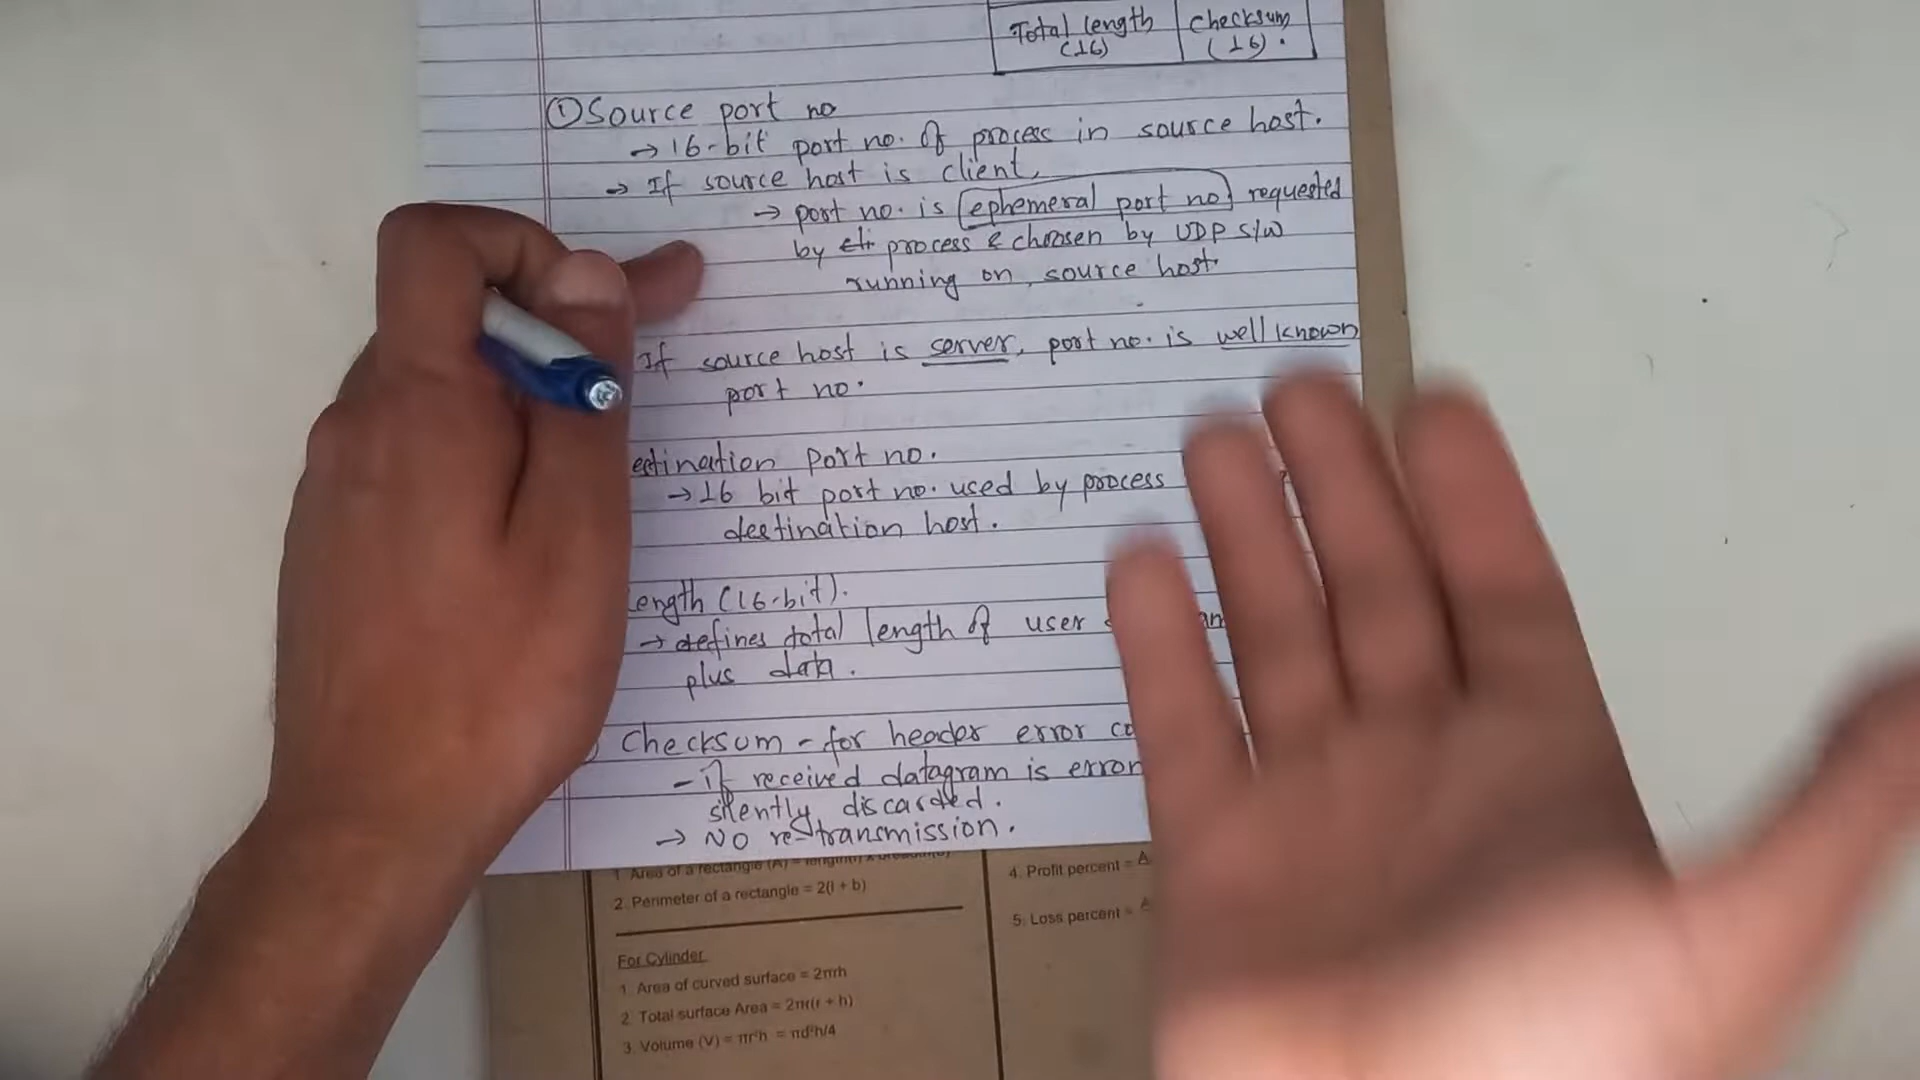 Total length
(16)
checksum
(16).
① Source port no
→ 16-bit port no. of process in source host.
→ If source host is client,
→ port no. is ephemeral port no requested
by process & choosen by UDP s/w
running on source host.
If source host is server, port no. is well known
port no.
estination port no.
→ 16 bit port no. used by process
destination host.
ength (16-bit).
→ defines total length of user
plus data.
Checksum - for header error
- if received datagram is error
silently discarded.
→ No re-transmission.
1. Area of a rectangle (A) = length(l) x breadth(b)
2. Perimeter of a rectangle = 2(l + b)
For Cylinder
1. Area of curved surface = 2πrh
2. Total surface Area = 2πr(r + h)
3. Volume (V) = πr²h = πd²h/4
4. Profit percent =
5. Loss percent =